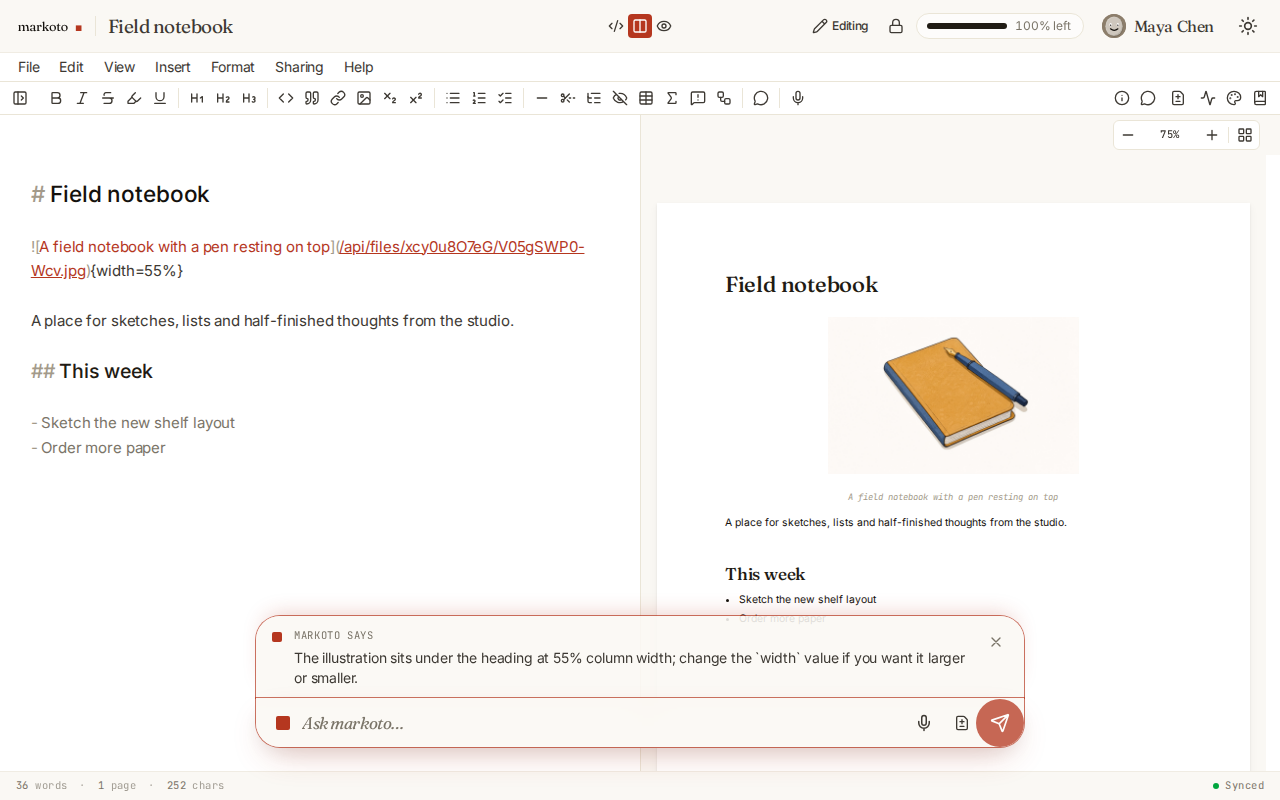 markoto
Field notebook
Editing
100% left
Maya Chen
File Edit View Insert Format Sharing Help
B I S U H1 H2 H3 x2 x²
75%
# Field notebook
![A field notebook with a pen resting on top](/api/files/xcy0u8O7eG/V05gSWP0-
Wcv.jpg){width=55%}
A place for sketches, lists and half-finished thoughts from the studio.
## This week
- Sketch the new shelf layout
- Order more paper
Field notebook
A field notebook with a pen resting on top
A place for sketches, lists and half-finished thoughts from the studio.
This week
• Sketch the new shelf layout
Order more paper
MARKOTO SAYS
The illustration sits under the heading at 55% column width; change the `width` value if you want it larger
or smaller.
Ask markoto...
36 words · 1 page · 252 chars
Synced